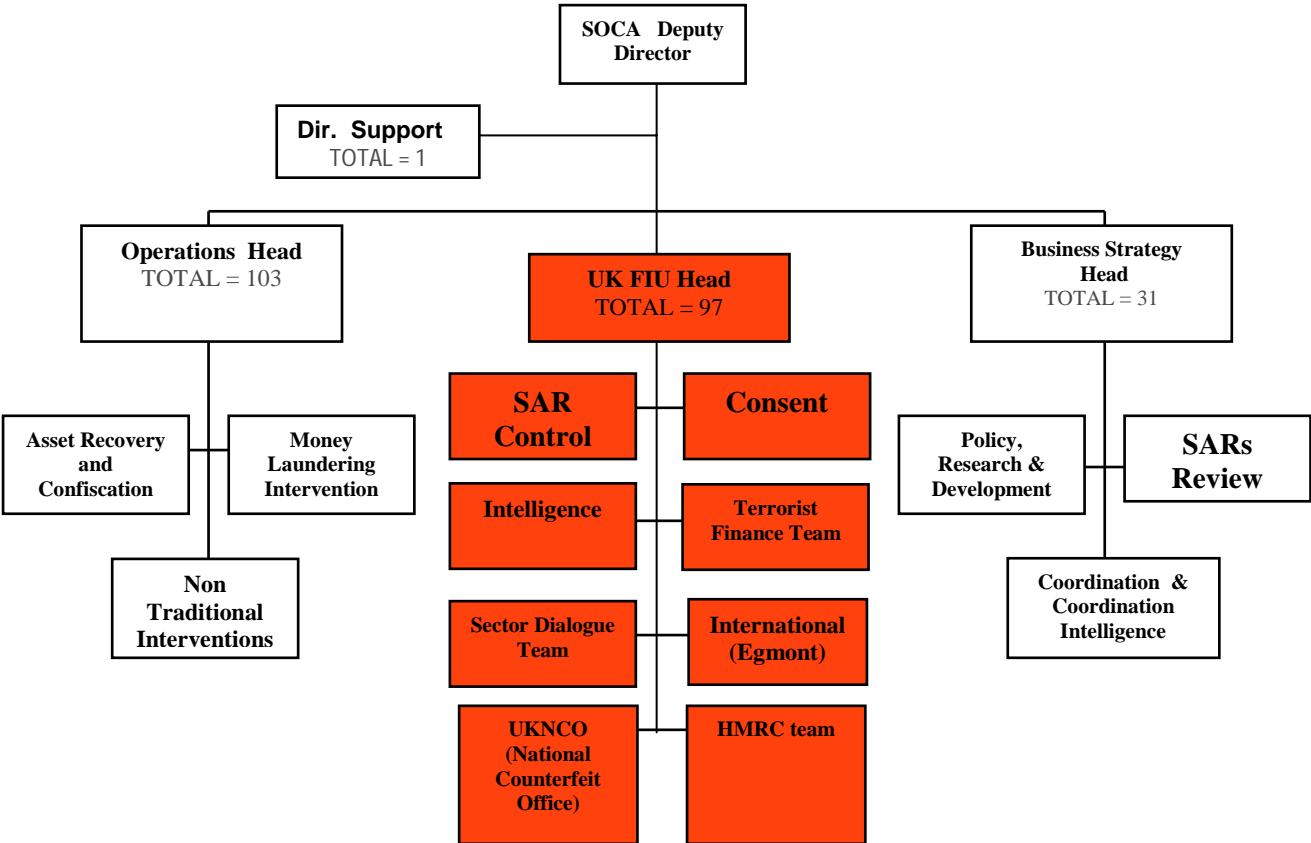 SOCA Deputy
Director
Dir. Support
TOTAL = 1
Operations Head
TOTAL = 103
UK FIU Head
TOTAL = 97
Business Strategy
Head
TOTAL = 31
SAR
Control
Consent
Asset Recovery
and
Confiscation
Money
Laundering
Intervention
Policy,
Research &
Development
SARs
Review
Intelligence
Terrorist
Finance Team
Non
Traditional
Interventions
Coordination &
Coordination
Intelligence
Sector Dialogue
Team
International
(Egmont)
UKNCO
(National
Counterfeit
Office)
HMRC team